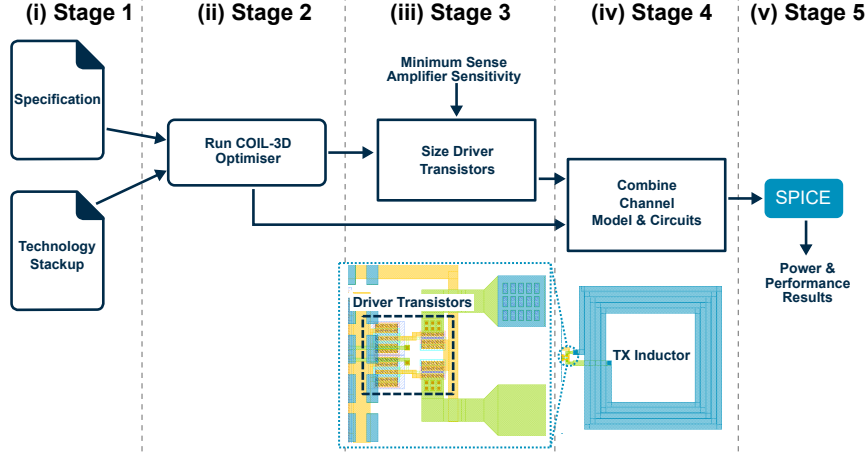 (i) Stage 1
(ii) Stage 2
(iii) Stage 3
(iv) Stage 4
(v) Stage 5
Specification
Technology
Stackup
Run COIL-3D
Optimiser
Minimum Sense
Amplifier Sensitivity
Size Driver
Transistors
Combine
Channel
Model & Circuits
SPICE
Power &
Performance
Results
Driver Transistors
TX Inductor